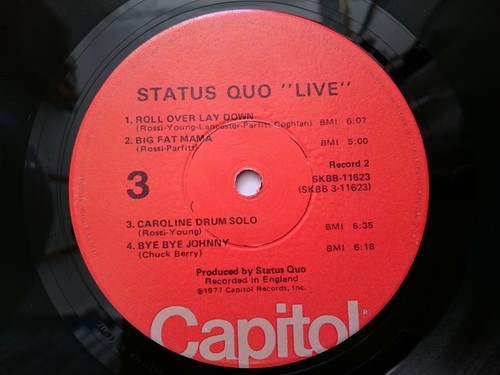 STATUS QUO "LIVE"
1. ROLL OVER LAY DOWN BMI 6:07
(Rossi-Young-Lancester-Parfitt Coghlan)
2. BIG FAT MAMA BMI 5:00
(Rossi-Parfitt)
Record 2
3 SKBB-11623
(SKBB 3-11623)
3. CAROLINE DRUM SOLO BMI 6:35
(Rossi-Young)
4. BYE BYE JOHNNY BMI 6:18
(Chuck Berry)
Produced by Status Quo
Recorded in England
℗1977 Capitol Records, Inc.
Capitol®